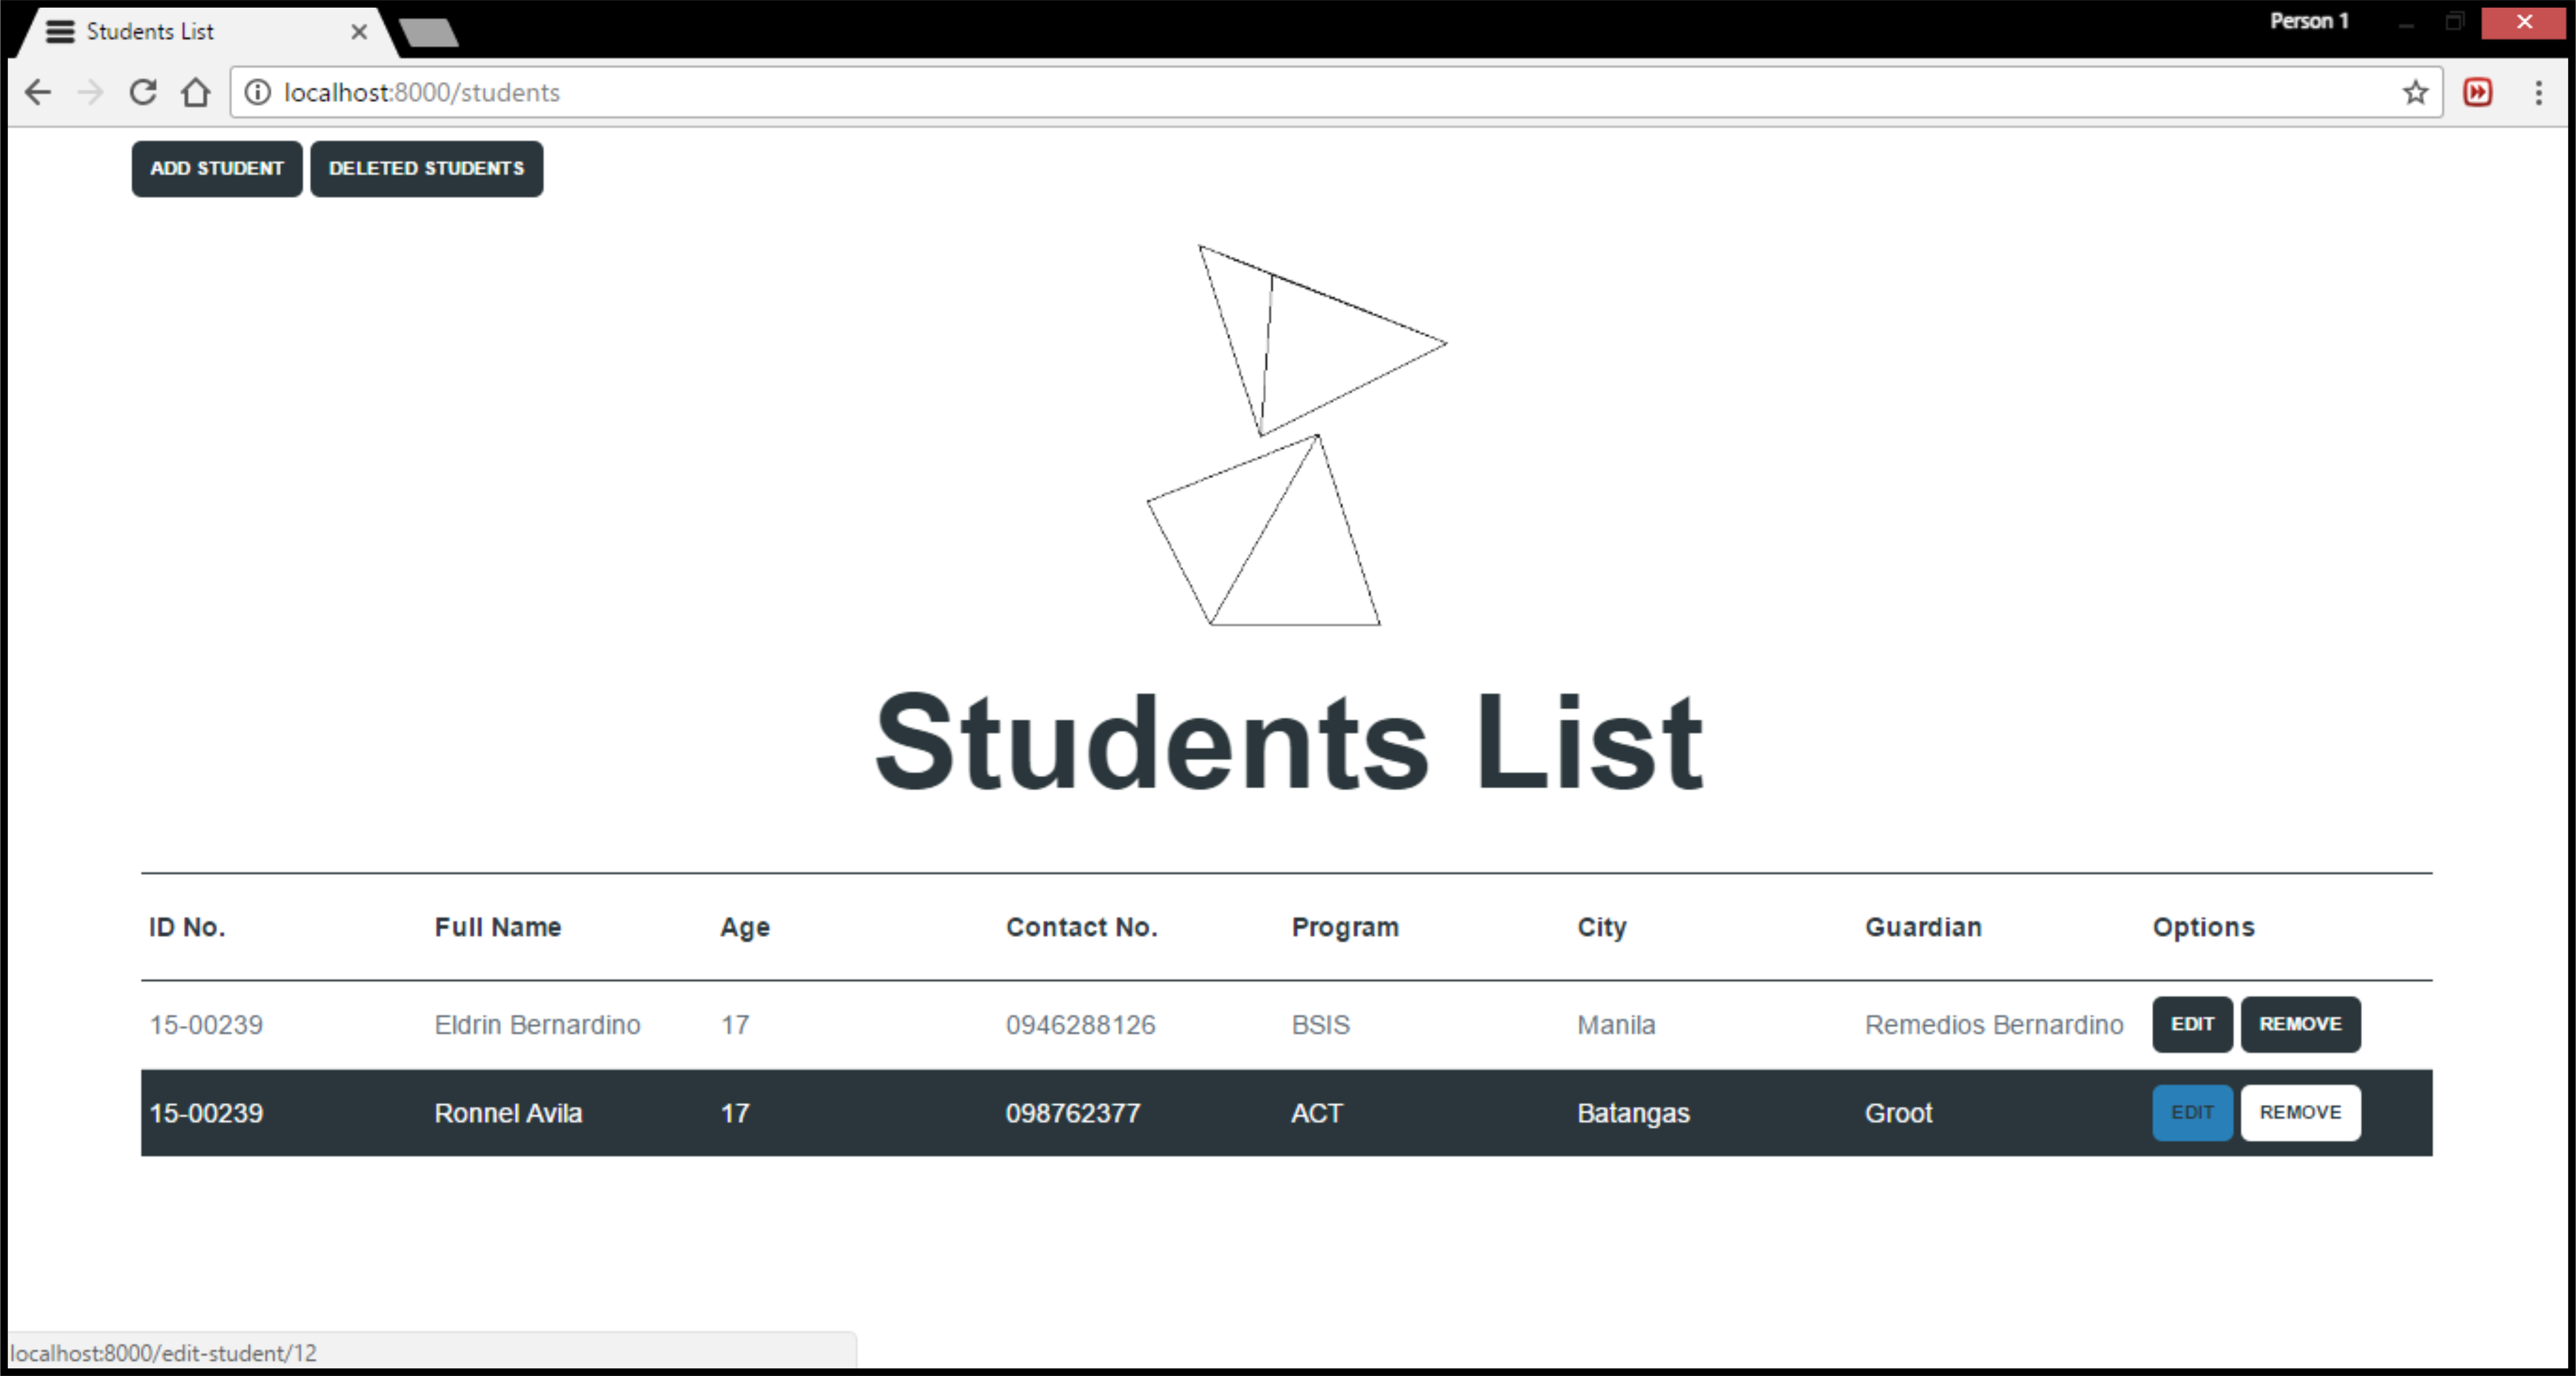 Students List
Person 1
localhost:8000/students
ADD STUDENT DELETED STUDENTS
Students List
ID No. Full Name Age Contact No. Program City Guardian Options
15-00239 Eldrin Bernardino 17 0946288126 BSIS Manila Remedios Bernardino EDIT REMOVE
15-00239 Ronnel Avila 17 098762377 ACT Batangas Groot EDIT REMOVE
localhost:8000/edit-student/12